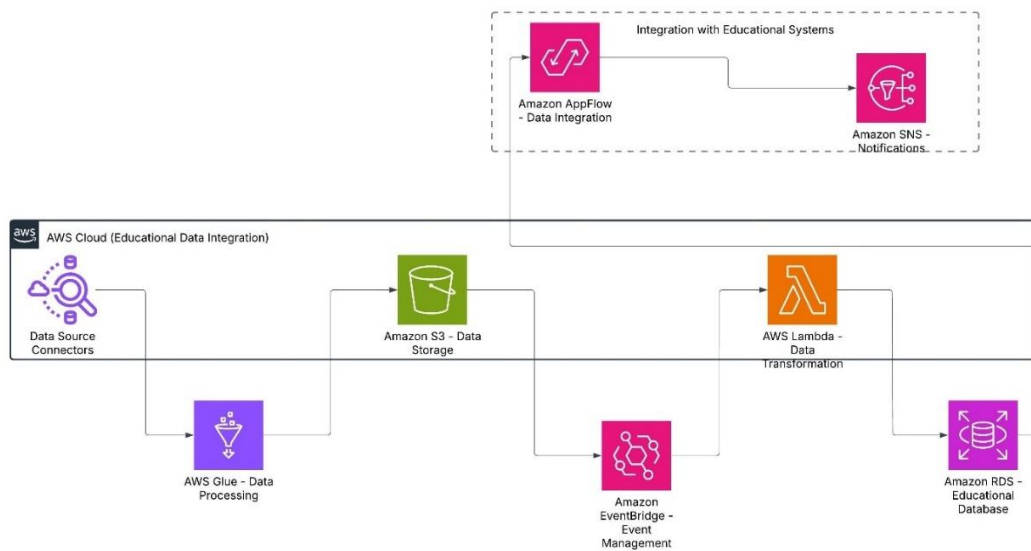 Integration with Educational Systems
Amazon AppFlow
- Data Integration
Amazon SNS -
Notifications
aws
AWS Cloud (Educational Data Integration)
Data Source
Connectors
Amazon S3 - Data
Storage
AWS Lambda -
Data
Transformation
AWS Glue - Data
Processing
Amazon
EventBridge -
Event
Management
Amazon RDS -
Educational
Database